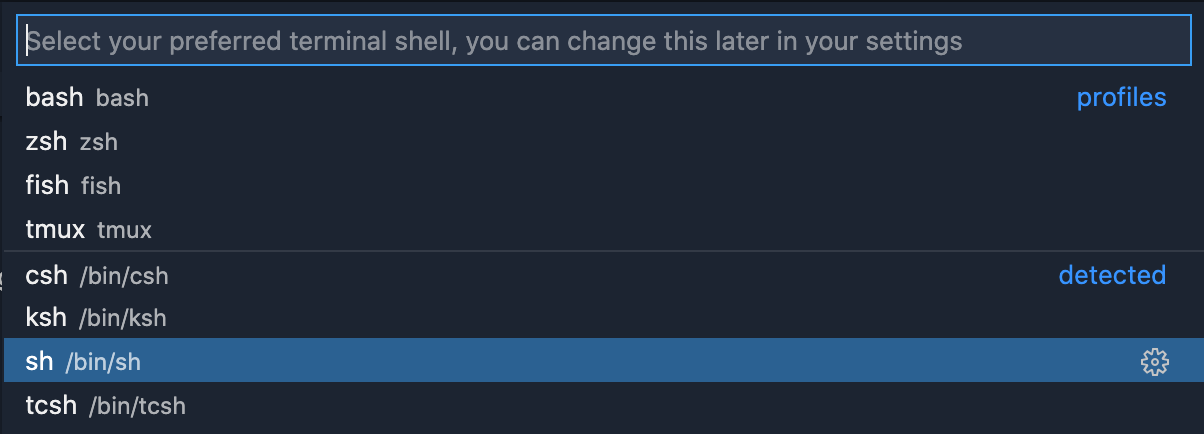 Select your preferred terminal shell, you can change this later in your settings
bash bash profiles
zsh zsh
fish fish
tmux tmux
csh /bin/csh detected
ksh /bin/ksh
sh /bin/sh
tcsh /bin/tcsh